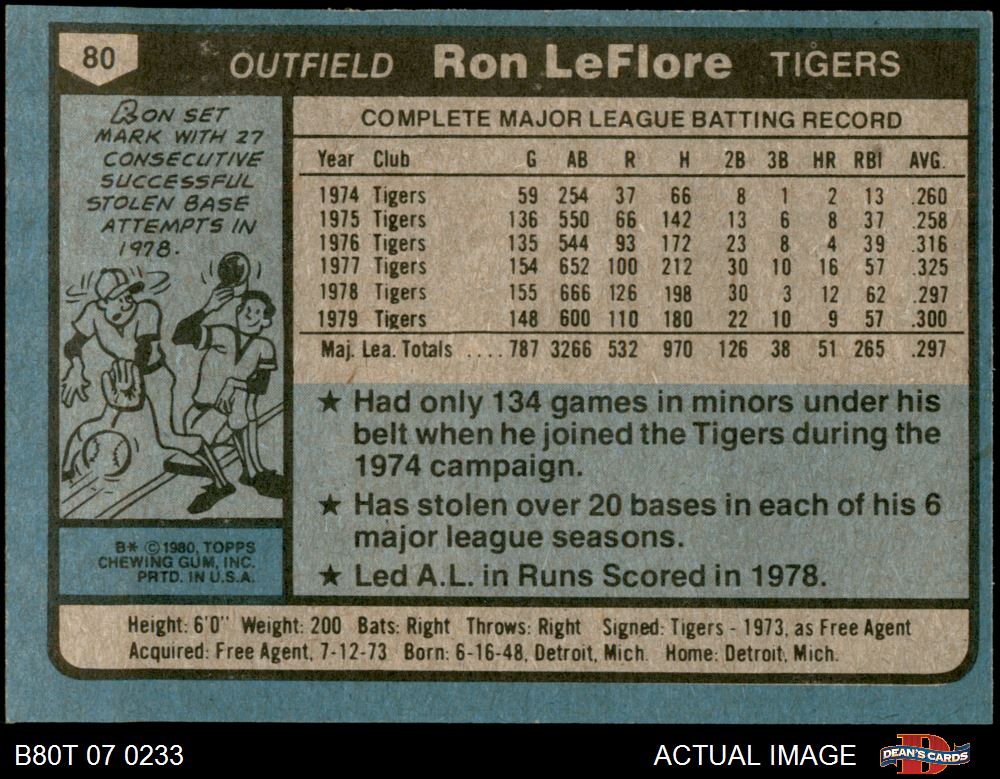 80
OUTFIELD Ron LeFlore TIGERS
RON SET
MARK WITH 27
CONSECUTIVE
SUCCESSFUL
STOLEN BASE
ATTEMPTS IN
1978.
B* © 1980, TOPPS
CHEWING GUM, INC.
PRTD. IN U.S.A.
COMPLETE MAJOR LEAGUE BATTING RECORD
Year Club G AB R H 2B 3B HR RBI AVG.
1974 Tigers 59 254 37 66 8 1 2 13 .260
1975 Tigers 136 550 66 142 13 6 8 37 .258
1976 Tigers 135 544 93 172 23 8 4 39 .316
1977 Tigers 154 652 100 212 30 10 16 57 .325
1978 Tigers 155 666 126 198 30 3 12 62 .297
1979 Tigers 148 600 110 180 22 10 9 57 .300
Maj. Lea. Totals .... 787 3266 532 970 126 38 51 265 .297
★ Had only 134 games in minors under his
belt when he joined the Tigers during the
1974 campaign.
★ Has stolen over 20 bases in each of his 6
major league seasons.
★ Led A.L. in Runs Scored in 1978.
Height: 6'0" Weight: 200 Bats: Right Throws: Right Signed: Tigers - 1973, as Free Agent
Acquired: Free Agent, 7-12-73 Born: 6-16-48, Detroit, Mich. Home: Detroit, Mich.
B80T 07 0233 ACTUAL IMAGE DEAN'S CARDS